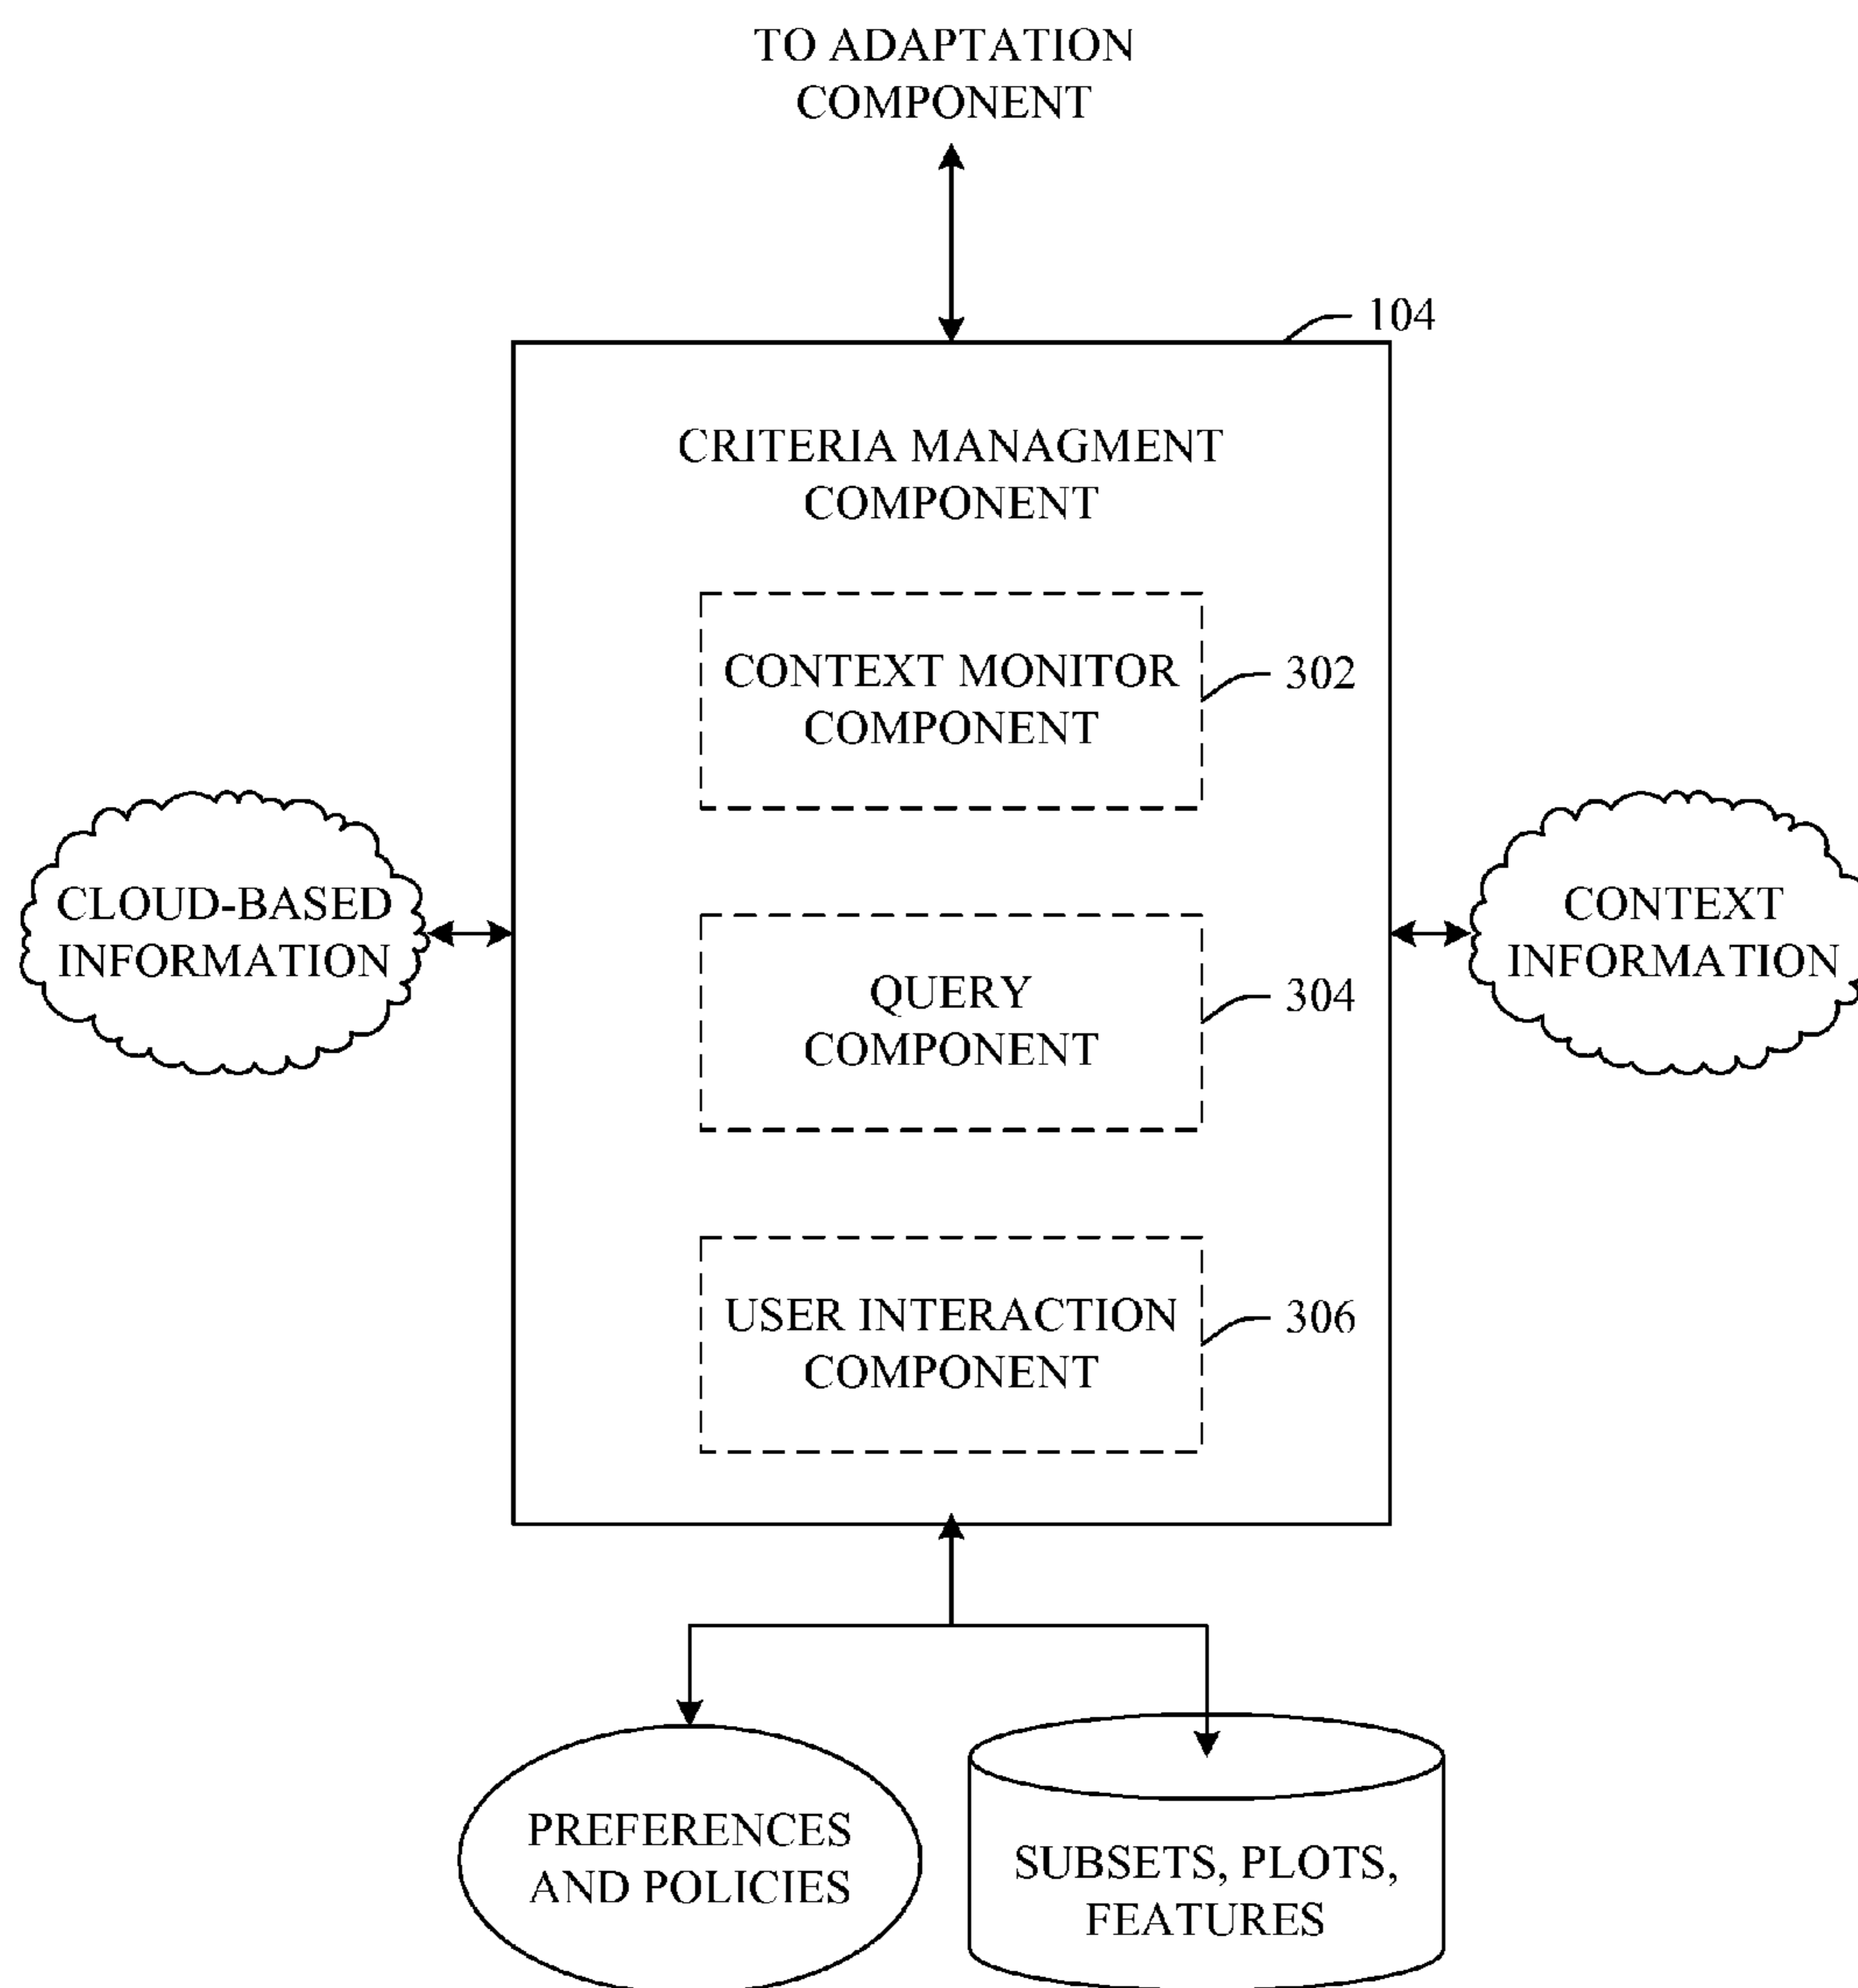 TO ADAPTATION
COMPONENT
104
CRITERIA MANAGMENT
COMPONENT
CONTEXT MONITOR
COMPONENT
302
CLOUD-BASED
INFORMATION
QUERY
COMPONENT
304
CONTEXT
INFORMATION
USER INTERACTION
COMPONENT
306
PREFERENCES
AND POLICIES
SUBSETS, PLOTS,
FEATURES